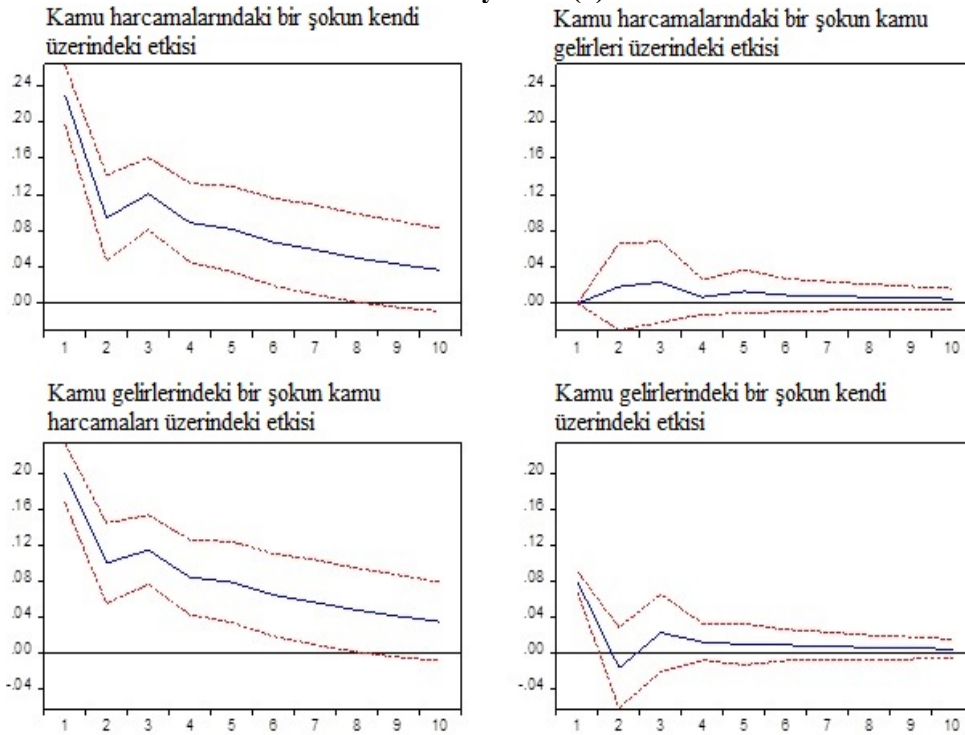 Kamu harcamalarındaki bir şokun kendi
üzerindeki etkisi
.24
.20
.16
.12
.08
.04
.00
1 2 3 4 5 6 7 8 9 10
Kamu harcamalarındaki bir şokun kamu
gelirleri üzerindeki etkisi
.24
.20
.16
.12
.08
.04
.00
1 2 3 4 5 6 7 8 9 10
Kamu gelirlerindeki bir şokun kamu
harcamaları üzerindeki etkisi
.20
.16
.12
.08
.04
.00
-.04
1 2 3 4 5 6 7 8 9 10
Kamu gelirlerindeki bir şokun kendi
üzerindeki etkisi
.20
.16
.12
.08
.04
.00
-.04
1 2 3 4 5 6 7 8 9 10